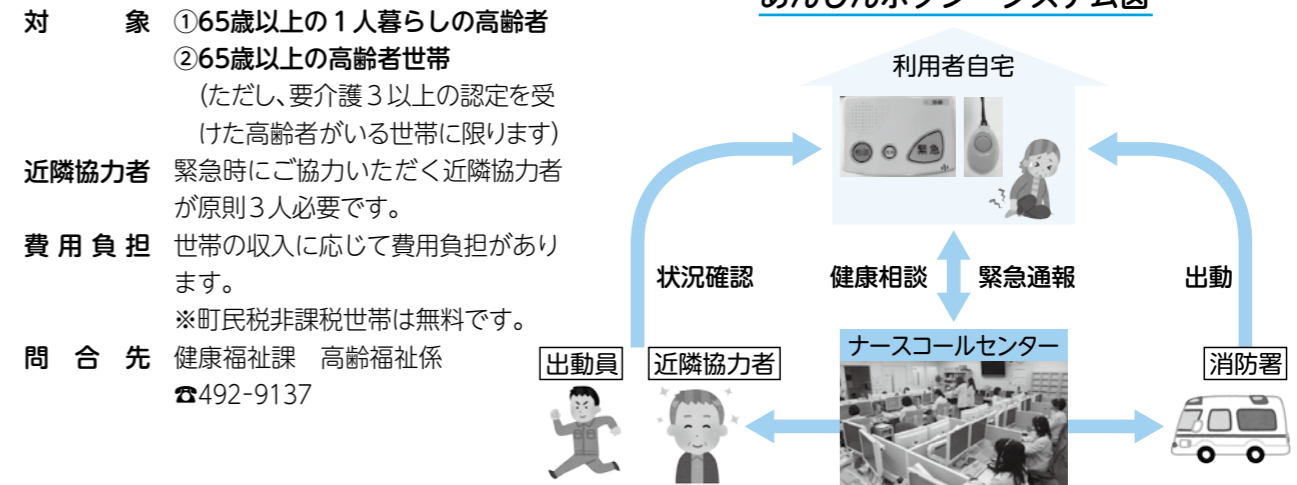 対象 ①65歳以上の1人暮らしの高齢者
②65歳以上の高齢者世帯
(ただし、要介護3以上の認定を受
けた高齢者がいる世帯に限ります)
近隣協力者 緊急時にご協力いただく近隣協力者
が原則3人必要です。
費用負担 世帯の収入に応じて費用負担があり
ます。
※町民税非課税世帯は無料です。
問合先 健康福祉課 高齢福祉係
☎492-9137
利用者自宅
相談
緊急
状況確認
健康相談
緊急通報
出動
ナースコールセンター
出動員
近隣協力者
消防署